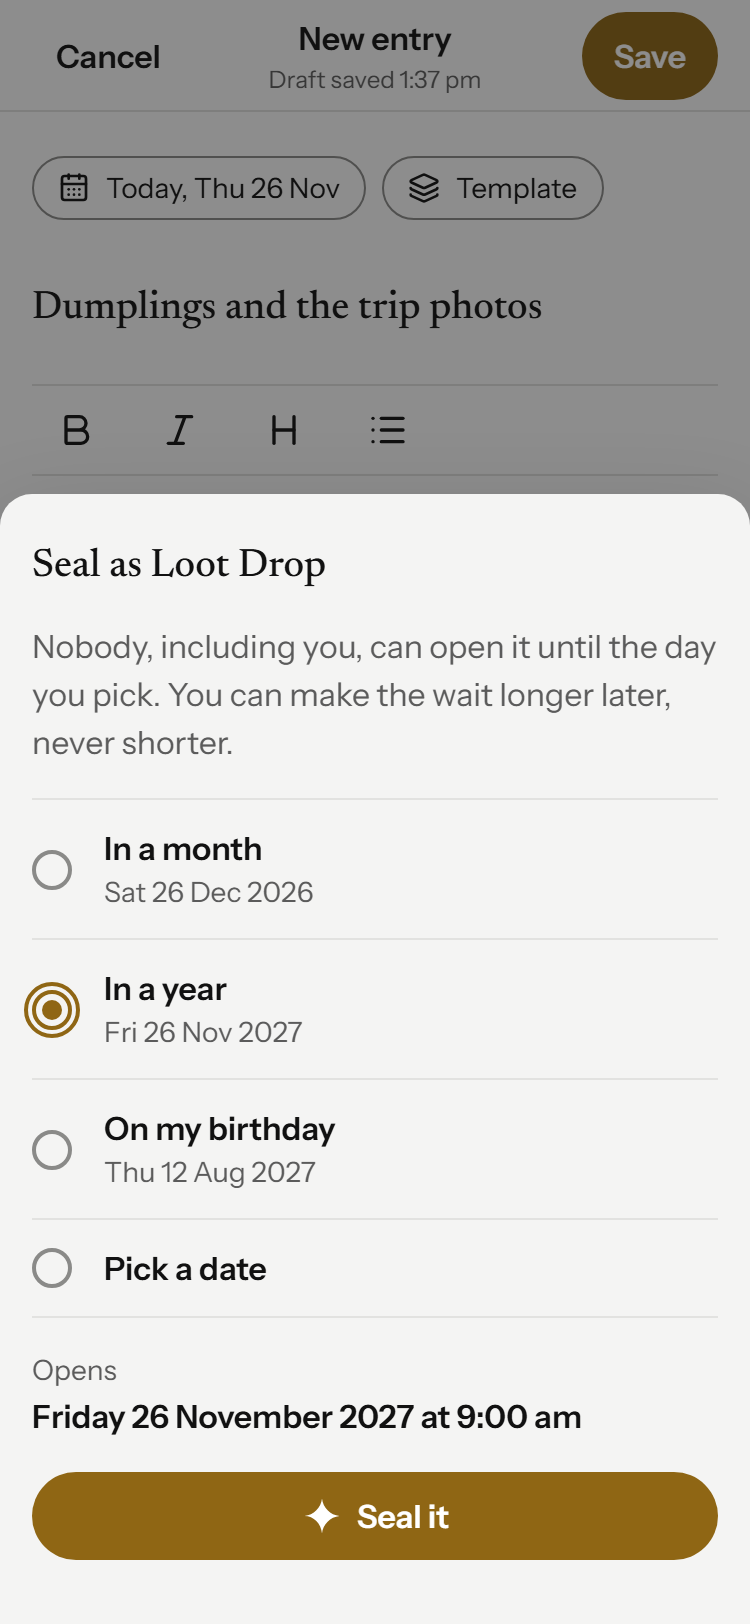 Cancel
New entry
Draft saved 1:37 pm
Save
Today, Thu 26 Nov
Template
Dumplings and the trip photos
B I H
Seal as Loot Drop
Nobody, including you, can open it until the day
you pick. You can make the wait longer later,
never shorter.
In a month
Sat 26 Dec 2026
In a year
Fri 26 Nov 2027
On my birthday
Thu 12 Aug 2027
Pick a date
Opens
Friday 26 November 2027 at 9:00 am
Seal it